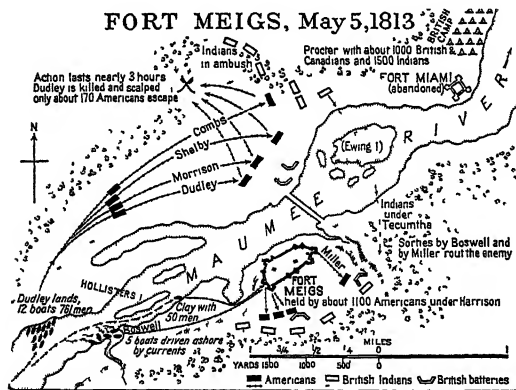 FORT MEIGS, May 5, 1813
Indians
in ambush
Procter with about 1000 British &
Canadians and 1500 Indians
BRITISH
CAMP
FORT MIAMI
(abandoned)
Action lasts nearly 3 hours
Dudley is killed and scalped
only about 170 Americans escape
N
Combs
Shelby
Morrison
Dudley
(Ewing I)
MAUMEE RIVER
Indians
under
Tecumtha
Sorties by Boswell and
by Miller rout the enemy
Miller
FORT
MEIGS
held by about 1100 Americans under Harrison
HOLLISTERS I
Dudley lands,
12 boats 761 men
Clay with
50 men
Boswell
5 boats driven ashore
by currents
MILES
3/4 1/2 1/4 0
YARDS 1500 1000 500 0
Americans British Indians British batteries